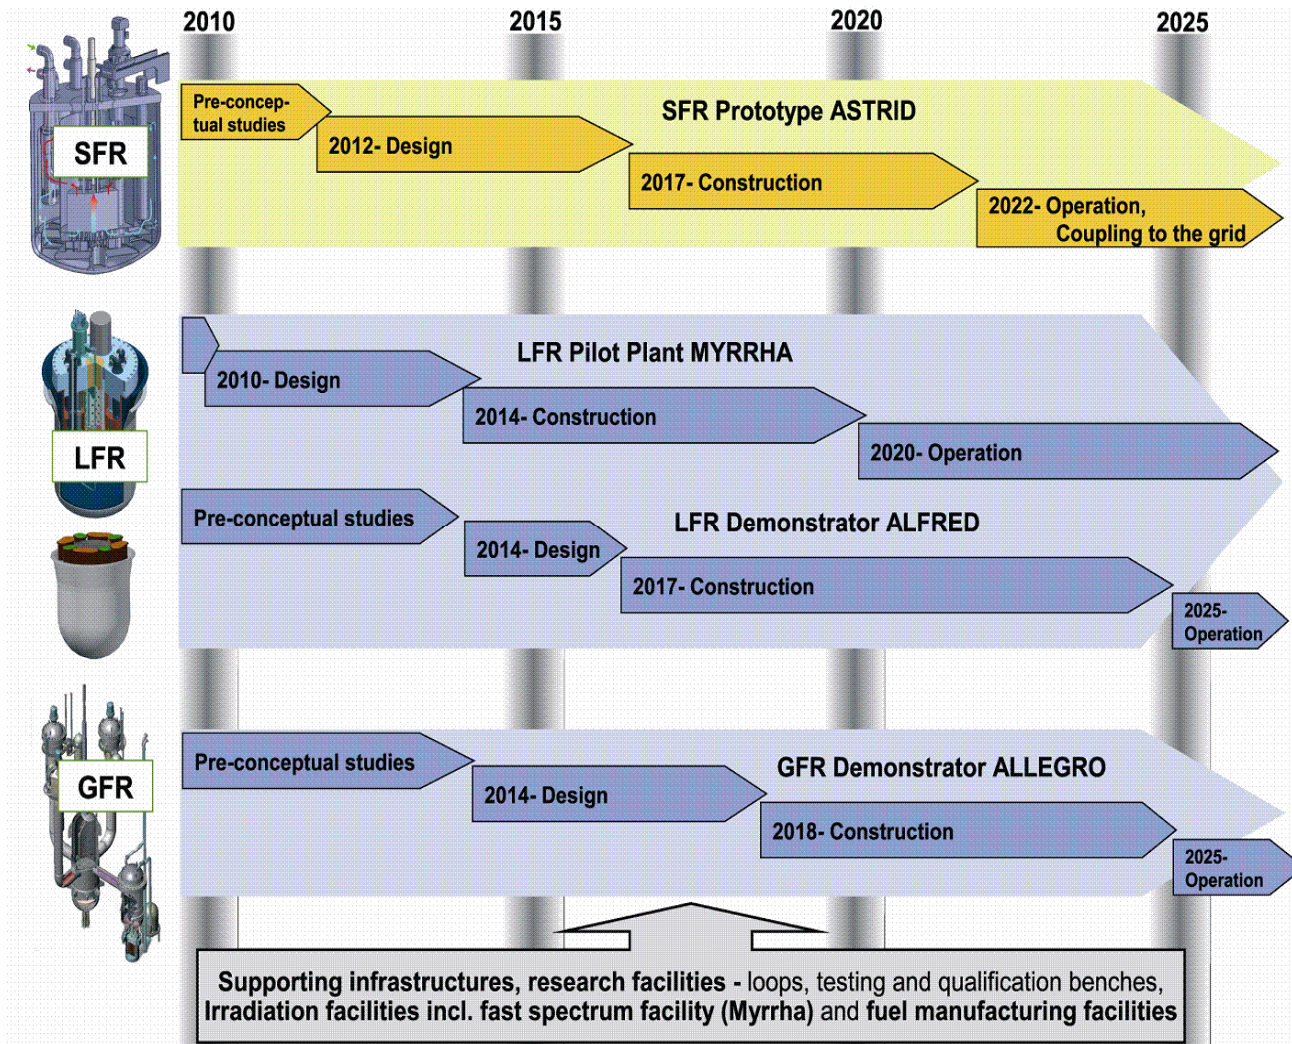 2010
2015
2020
2025
SFR
Pre-concep-
tual studies
SFR Prototype ASTRID
2012- Design
2017- Construction
2022- Operation,
Coupling to the grid
LFR
LFR Pilot Plant MYRRHA
2010- Design
2014- Construction
2020- Operation
Pre-conceptual studies
LFR Demonstrator ALFRED
2014- Design
2017- Construction
2025-
Operation
GFR
Pre-conceptual studies
GFR Demonstrator ALLEGRO
2014- Design
2018- Construction
2025-
Operation
Supporting infrastructures, research facilities - loops, testing and qualification benches,
Irradiation facilities incl. fast spectrum facility (Myrrha) and fuel manufacturing facilities